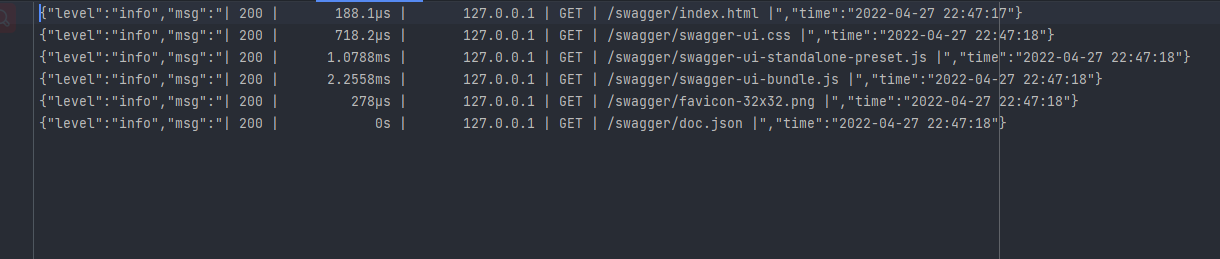 {"level":"info","msg":"| 200 |       188.1µs |       127.0.0.1 | GET | /swagger/index.html |","time":"2022-04-27 22:47:17"}
{"level":"info","msg":"| 200 |       718.2µs |       127.0.0.1 | GET | /swagger/swagger-ui.css |","time":"2022-04-27 22:47:18"}
{"level":"info","msg":"| 200 |      1.0788ms |       127.0.0.1 | GET | /swagger/swagger-ui-standalone-preset.js |","time":"2022-04-27 22:47:18"}
{"level":"info","msg":"| 200 |      2.2558ms |       127.0.0.1 | GET | /swagger/swagger-ui-bundle.js |","time":"2022-04-27 22:47:18"}
{"level":"info","msg":"| 200 |         278µs |       127.0.0.1 | GET | /swagger/favicon-32x32.png |","time":"2022-04-27 22:47:18"}
{"level":"info","msg":"| 200 |            0s |       127.0.0.1 | GET | /swagger/doc.json |","time":"2022-04-27 22:47:18"}